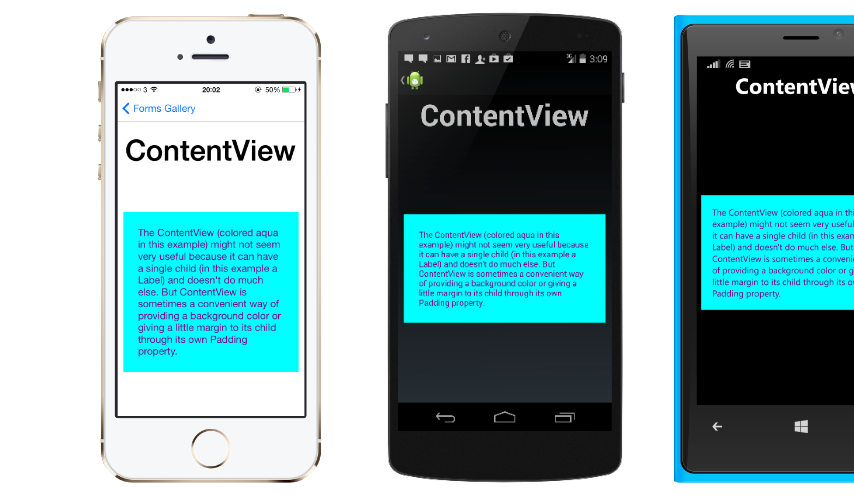 3
20:02
50%
Forms Gallery
ContentView
The ContentView (colored aqua
in this example) might not seem
very useful because it can have
a single child (in this example a
Label) and doesn't do much
else. But ContentView is
sometimes a convenient way of
providing a background color or
giving a little margin to its child
through its own Padding
property.
3G
3:09
ContentView
The ContentView (colored aqua in this
example) might not seem very useful because
it can have a single child (in this example a
Label) and doesn't do much else. But
ContentView is sometimes a convenient way
of providing a background color or giving a
little margin to its child through its own
Padding property.
ContentView
The ContentView (colored aqua in thi
example) might not seem very useful
it can have a single child (in this exan
Label) and doesn't do much else. But
ContentView is sometimes a conveni
of providing a background color or g
little margin to its child through its ow
Padding property.